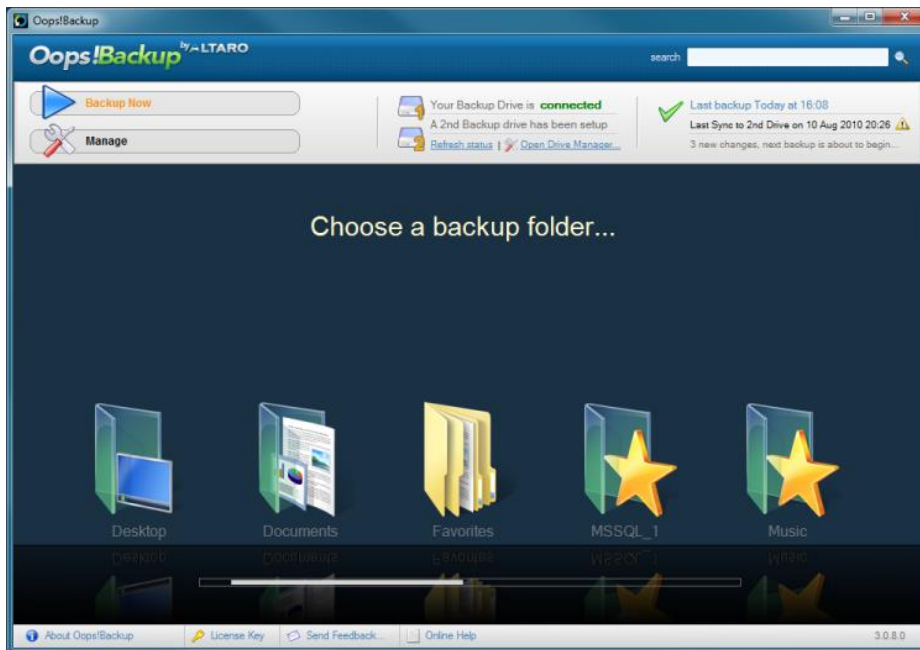 Oops!Backup
Oops!Backup by ALTARO
search
Backup Now
Manage
Your Backup Drive is connected
A 2nd Backup drive has been setup
Refresh status | Open Drive Manager...
Last backup Today at 16:08
Last Sync to 2nd Drive on 10 Aug 2010 20:26
3 new changes, next backup is about to begin...
Choose a backup folder...
Desktop
Documents
Favorites
MSSQL_1
Music
About Oops!Backup
License Key
Send Feedback...
Online Help
3.0.8.0